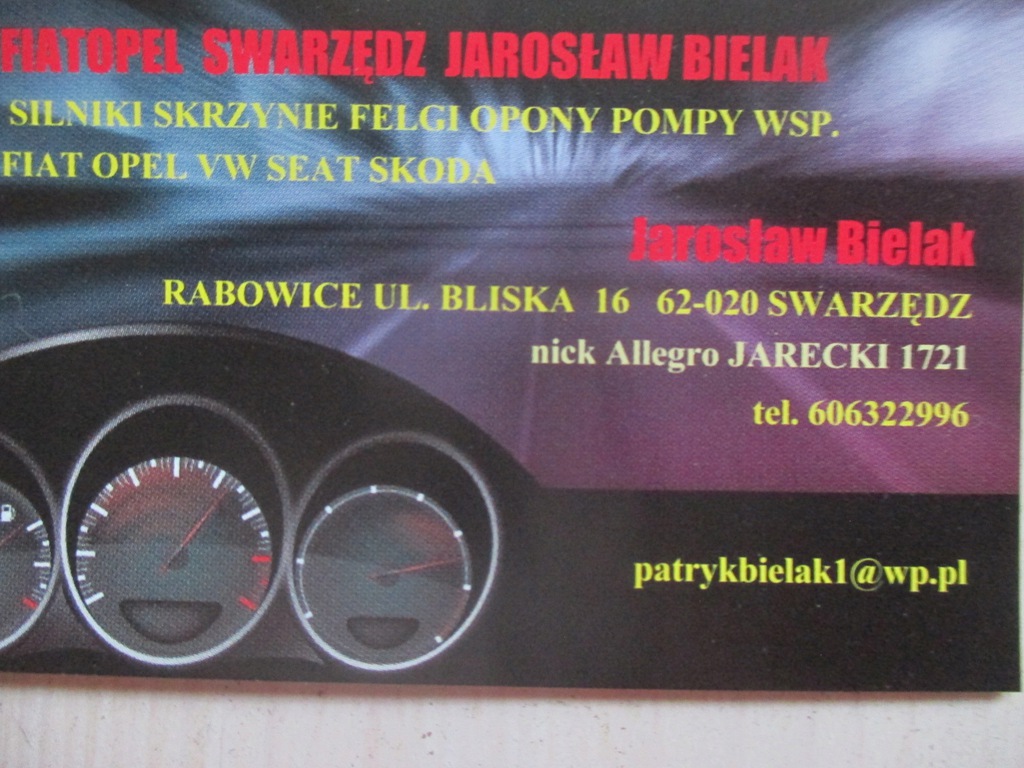 FIATOPEL SWARZĘDZ JAROSŁAW BIELAK
SILNIKI SKRZYNIE FELGI OPONY POMPY WSP.
FIAT OPEL VW SEAT SKODA
Jarosław Bielak
RABOWICE UL. BLISKA 16 62-020 SWARZĘDZ
nick Allegro JARECKI 1721
tel. 606322996
patrykbielak1@wp.pl